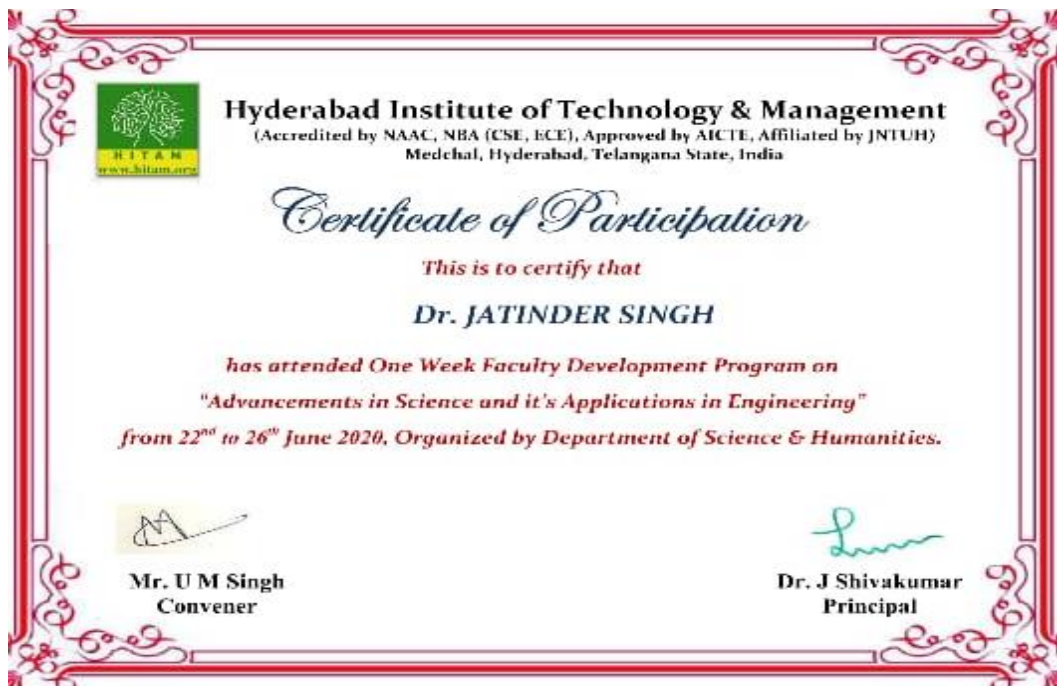 HITAM
www.hitam.org
Hyderabad Institute of Technology & Management
(Accredited by NAAC, NBA (CSE, ECE), Approved by AICTE, Affiliated by JNTUH)
Medchal, Hyderabad, Telangana State, India
Certificate of Participation
This is to certify that
Dr. JATINDER SINGH
has attended One Week Faculty Development Program on
"Advancements in Science and it's Applications in Engineering"
from 22nd to 26th June 2020, Organized by Department of Science & Humanities.
Mr. U M Singh
Convener
Dr. J Shivakumar
Principal